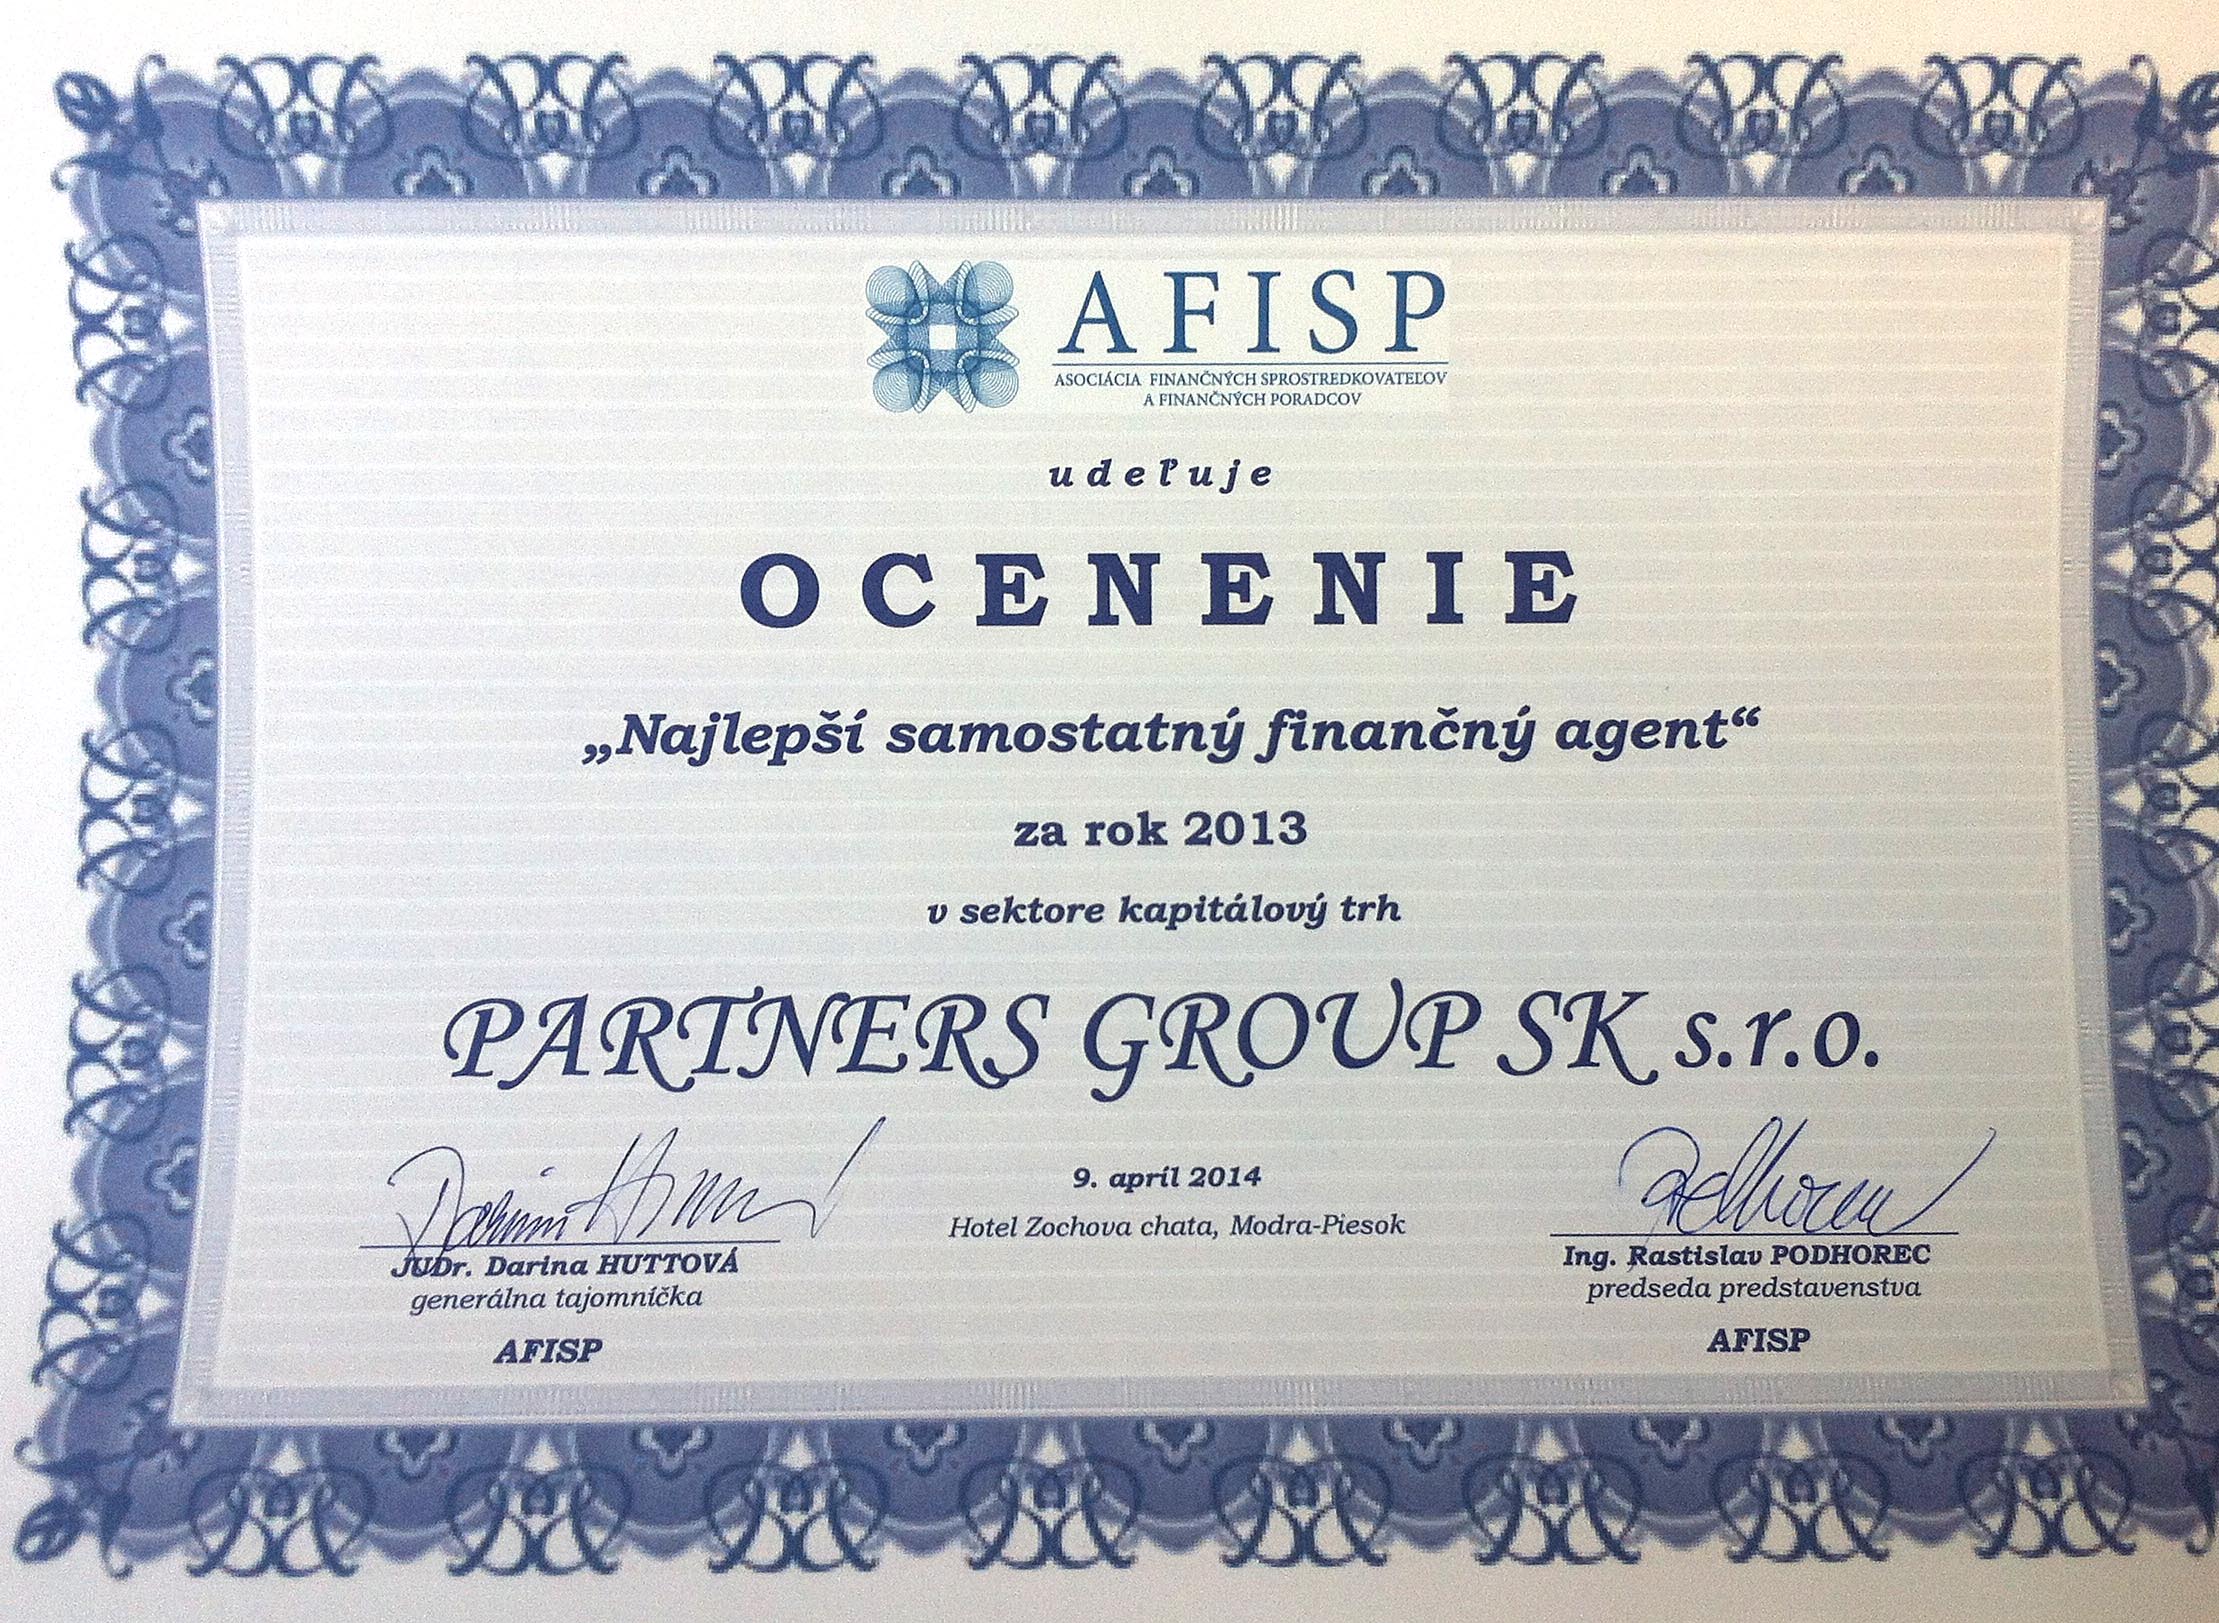 AFISP
ASOCIÁCIA FINANČNÝCH SPROSTREDKOVATEĽOV
A FINANČNÝCH PORADCOV
udeľuje
OCENENIE
„Najlepší samostatný finančný agent“
za rok 2013
v sektore kapitálový trh
PARTNERS GROUP SK s.r.o.
9. apríl 2014
Hotel Zochova chata, Modra-Piesok
JUDr. Darina HUTTOVÁ
generálna tajomníčka
AFISP
Ing. Rastislav PODHOREC
predseda predstavenstva
AFISP